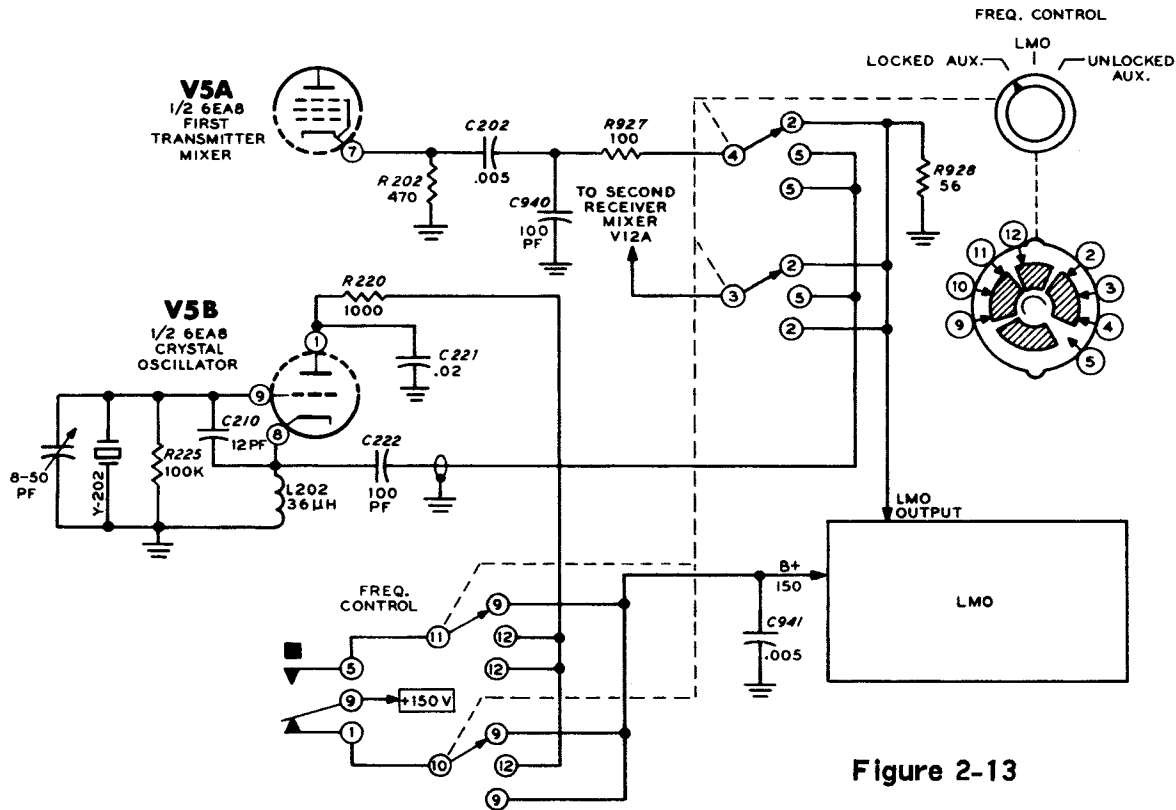 FREQ. CONTROL
LMO
LOCKED AUX.
UNLOCKED
AUX.
V5A
1/2 6EA8
FIRST
TRANSMITTER
MIXER
7
R202
470
C202
.005
C940
100
PF
R927
100
4
2
5
5
R928
56
TO SECOND
RECEIVER
MIXER
V12A
3
2
5
2
12
11
10
9
2
3
4
5
V5B
1/2 6EA8
CRYSTAL
OSCILLATOR
R220
1000
1
C221
.02
9
8
C210
12PF
8-50
PF
Y-202
R225
100K
L202
36µH
C222
100
PF
LMO
OUTPUT
B+
150
LMO
C941
.005
FREQ.
CONTROL
11
9
12
12
5
9
+150V
1
10
9
12
9
Figure 2-13